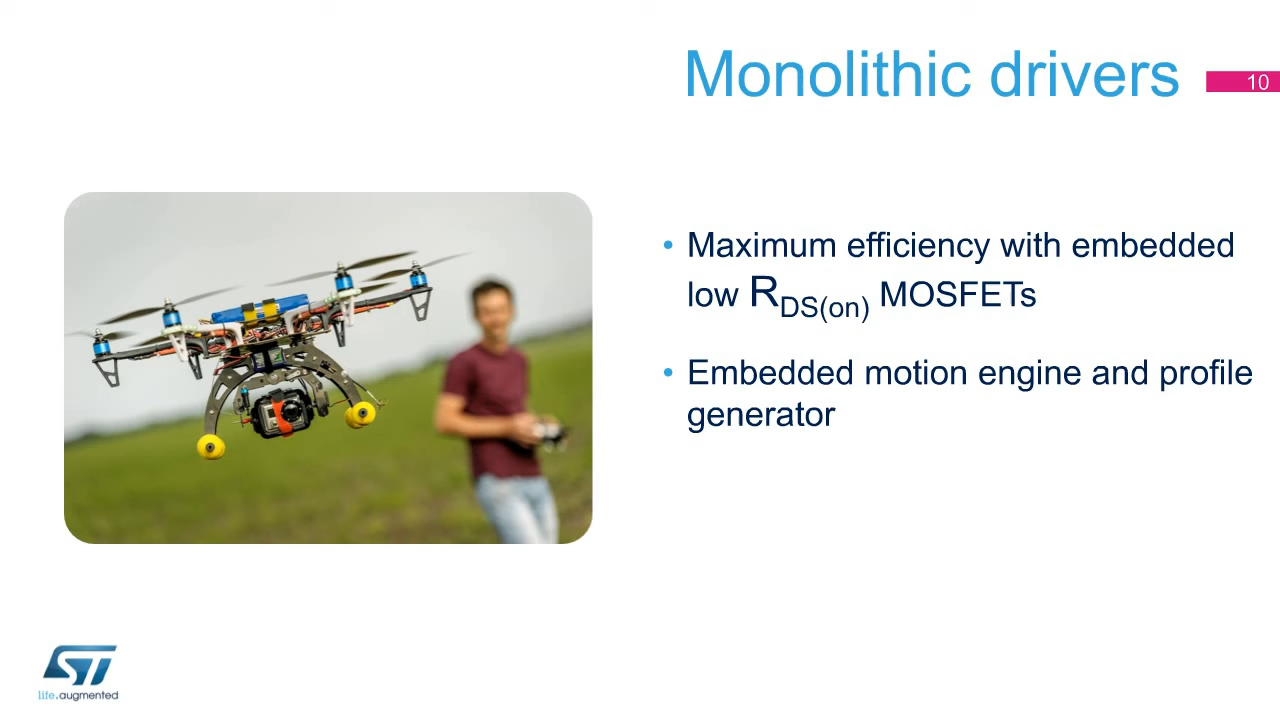 Monolithic drivers
10
• Maximum efficiency with embedded
low RDS(on) MOSFETs
• Embedded motion engine and profile
generator
ST
life.augmented